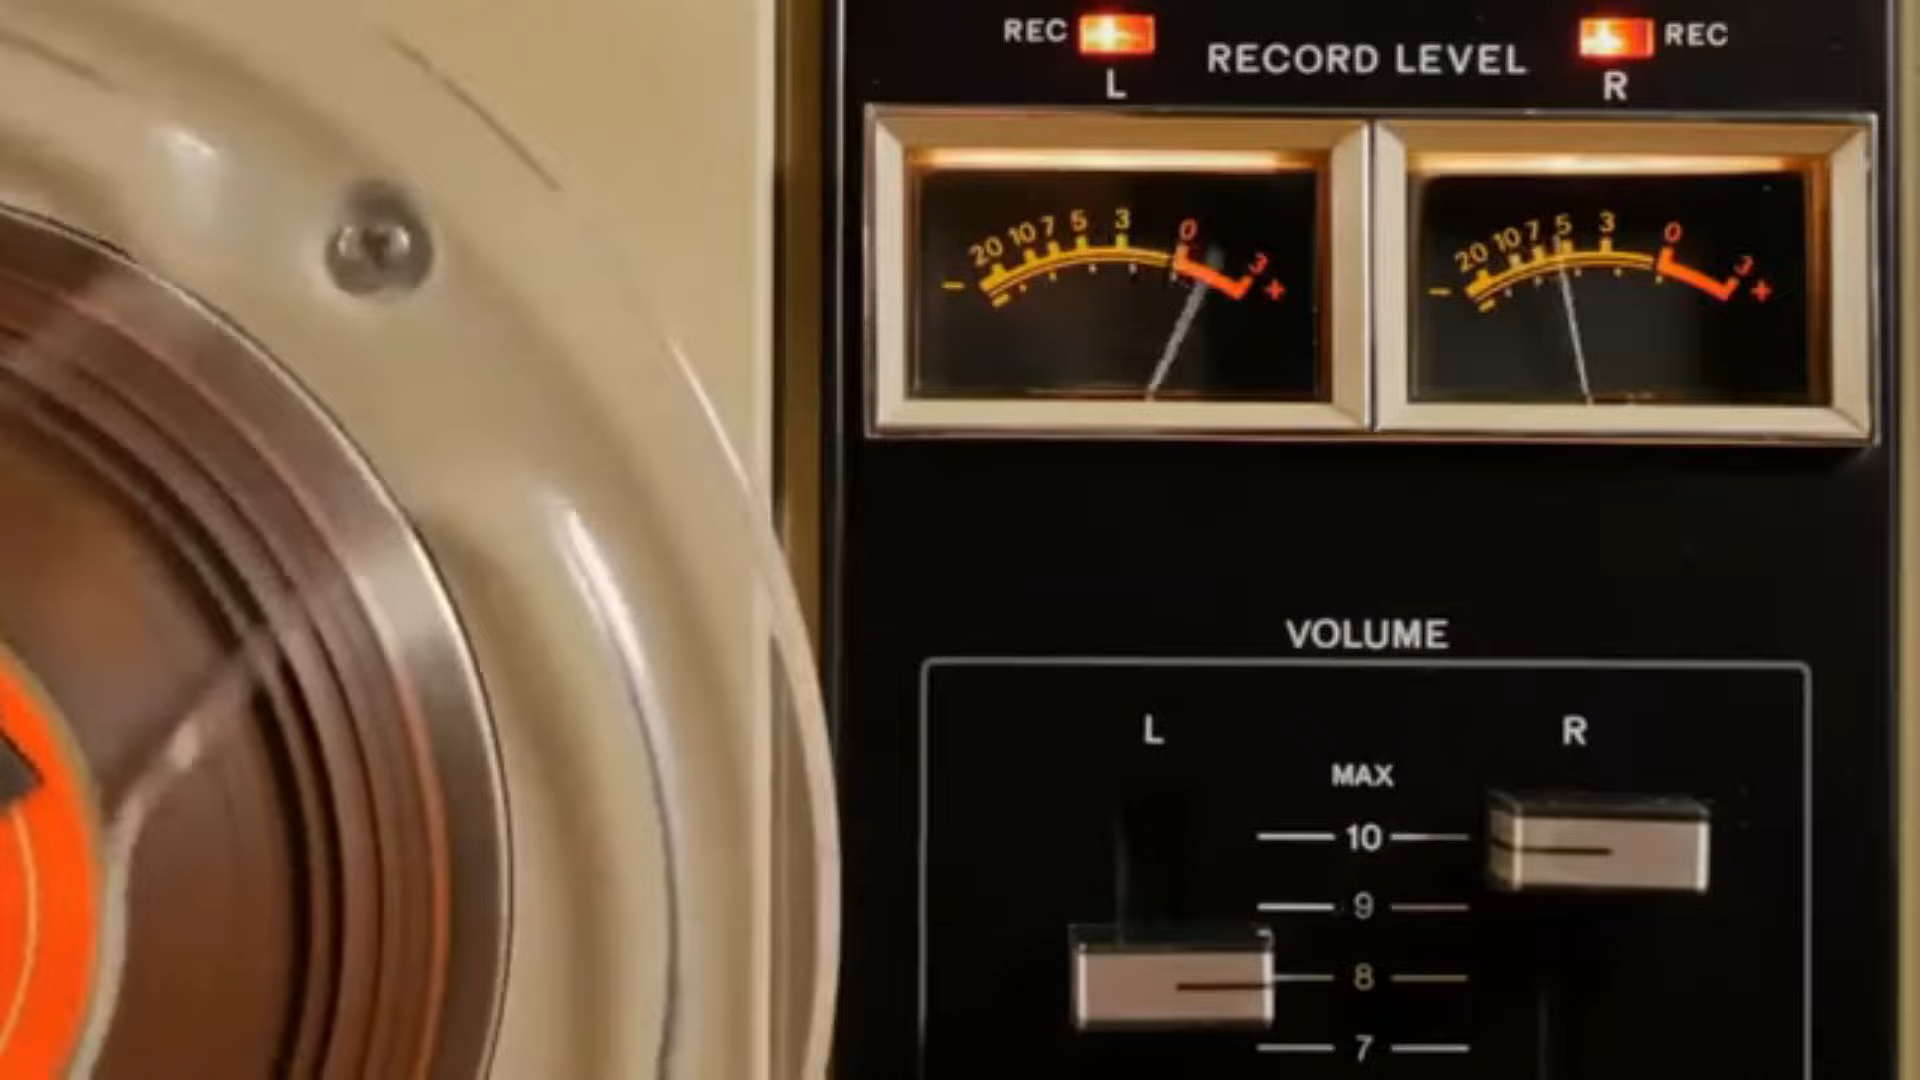 REC RECORD LEVEL REC
L R
20 10 7 5 3 0 3
- +
20 10 7 5 3 0 3
- +
VOLUME
L R
MAX
10
9
8
7